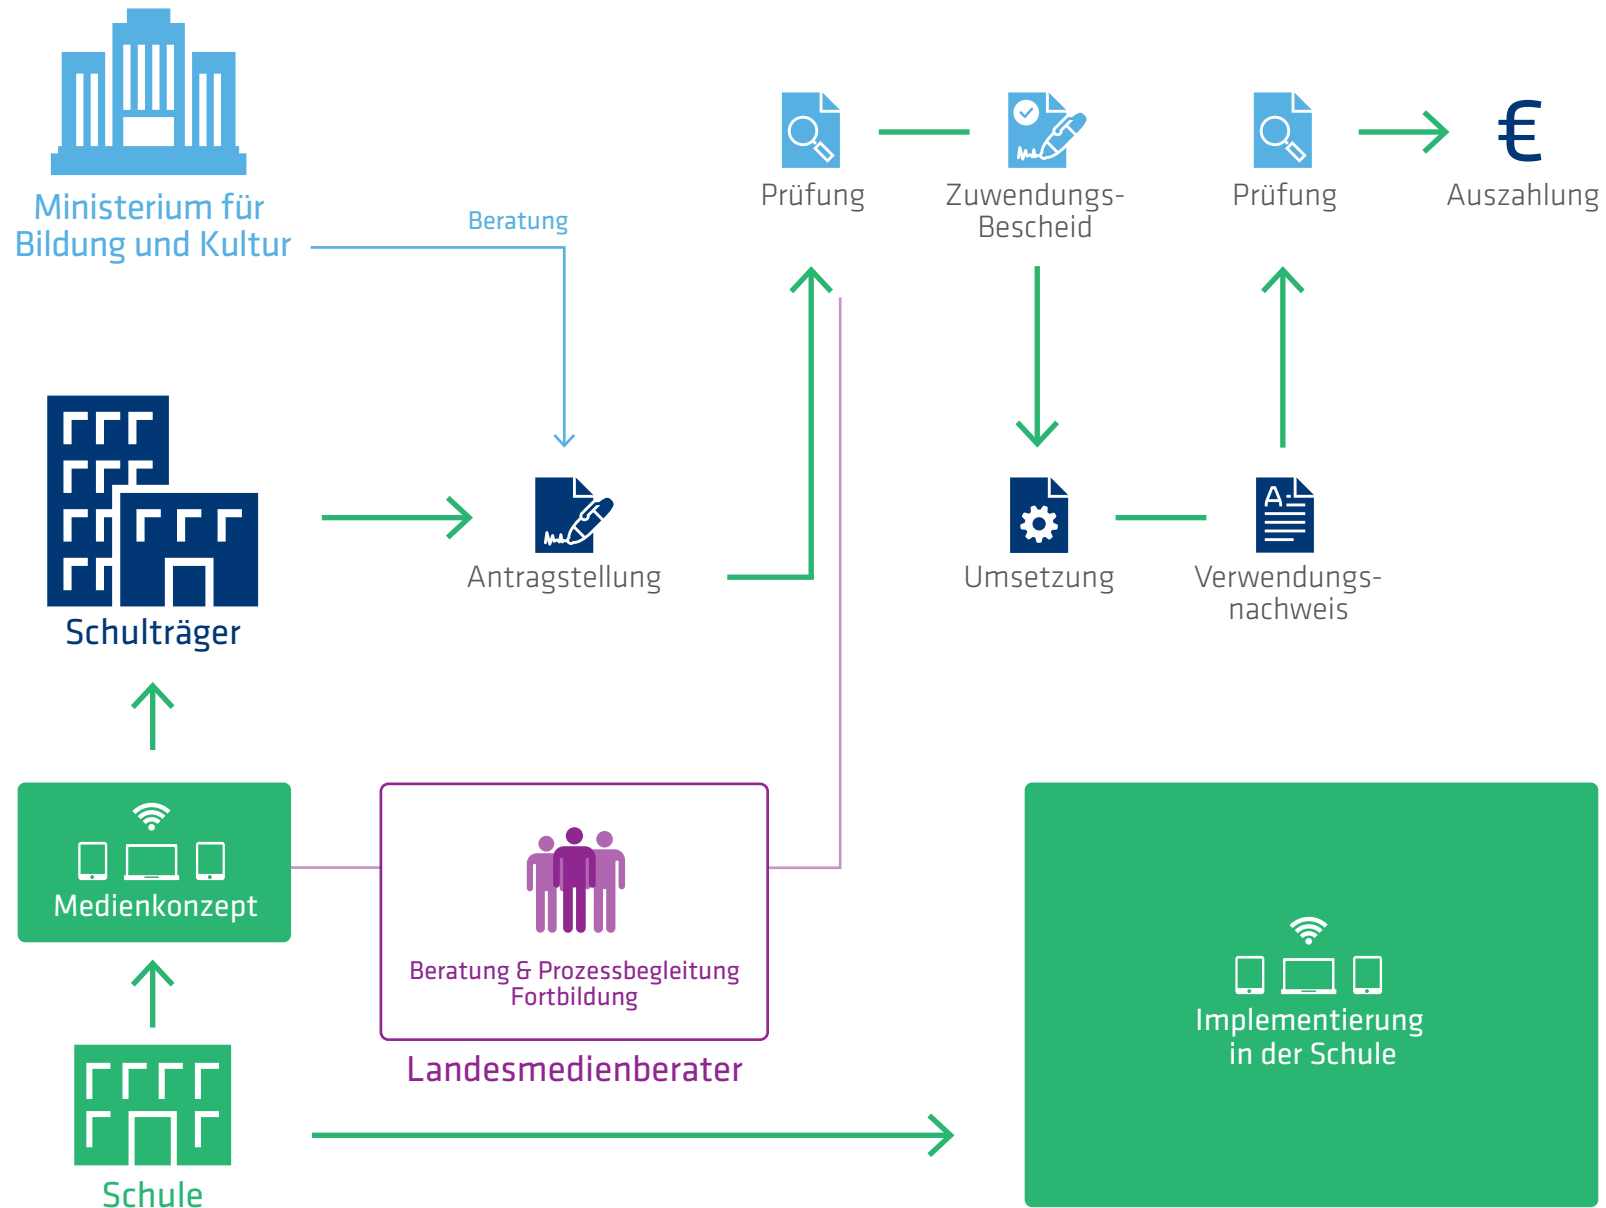 Ministerium für
Bildung und Kultur
Beratung
Prüfung
Zuwendungs-
Bescheid
Prüfung
Auszahlung
€
Schulträger
Antragstellung
Umsetzung
Verwendungs-
nachweis
Medienkonzept
Beratung & Prozessbegleitung
Fortbildung
Landesmedienberater
Implementierung
in der Schule
Schule